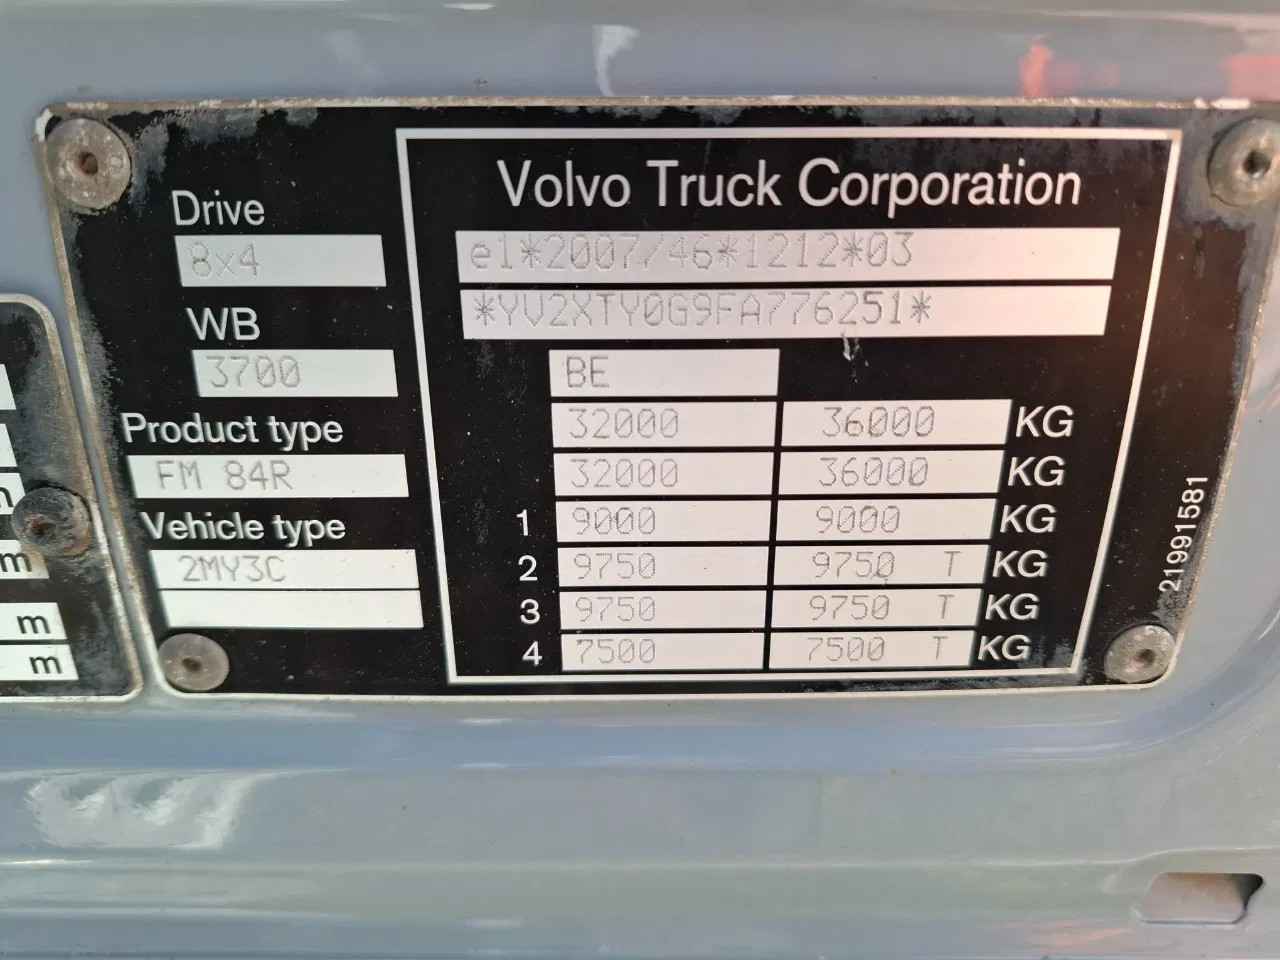 Volvo Truck Corporation
Drive
8x4
e1*2007/46*1212*03
*YV2XTY0G9FA776251*
WB
3700
BE
Product type
FM 84R
32000 36000 KG
32000 36000 KG
Vehicle type
2MY3C
1 9000 9000 KG
2 9750 9750 T KG
3 9750 9750 T KG
4 7500 7500 T KG
21991581
m
m
m